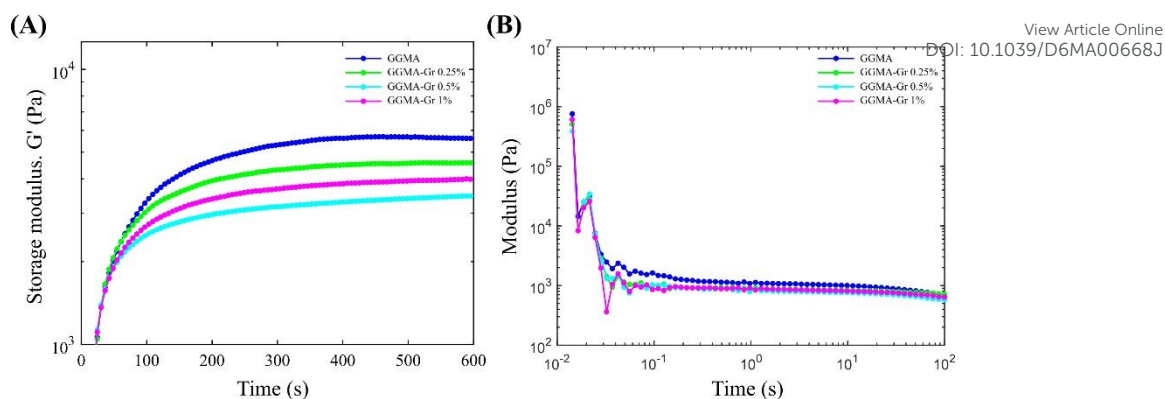 (A)
(B)
View Article Online
DOI: 10.1039/D6MA00668J
GGMA
GGMA-Gr 0.25%
GGMA-Gr 0.5%
GGMA-Gr 1%
Storage modulus. G' (Pa)
10⁴
10³
0 100 200 300 400 500 600
Time (s)
GGMA
GGMA-Gr 0.25%
GGMA-Gr 0.5%
GGMA-Gr 1%
Modulus (Pa)
10⁷
10⁶
10⁵
10⁴
10³
10²
10⁻² 10⁻¹ 10⁰ 10¹ 10²
Time (s)